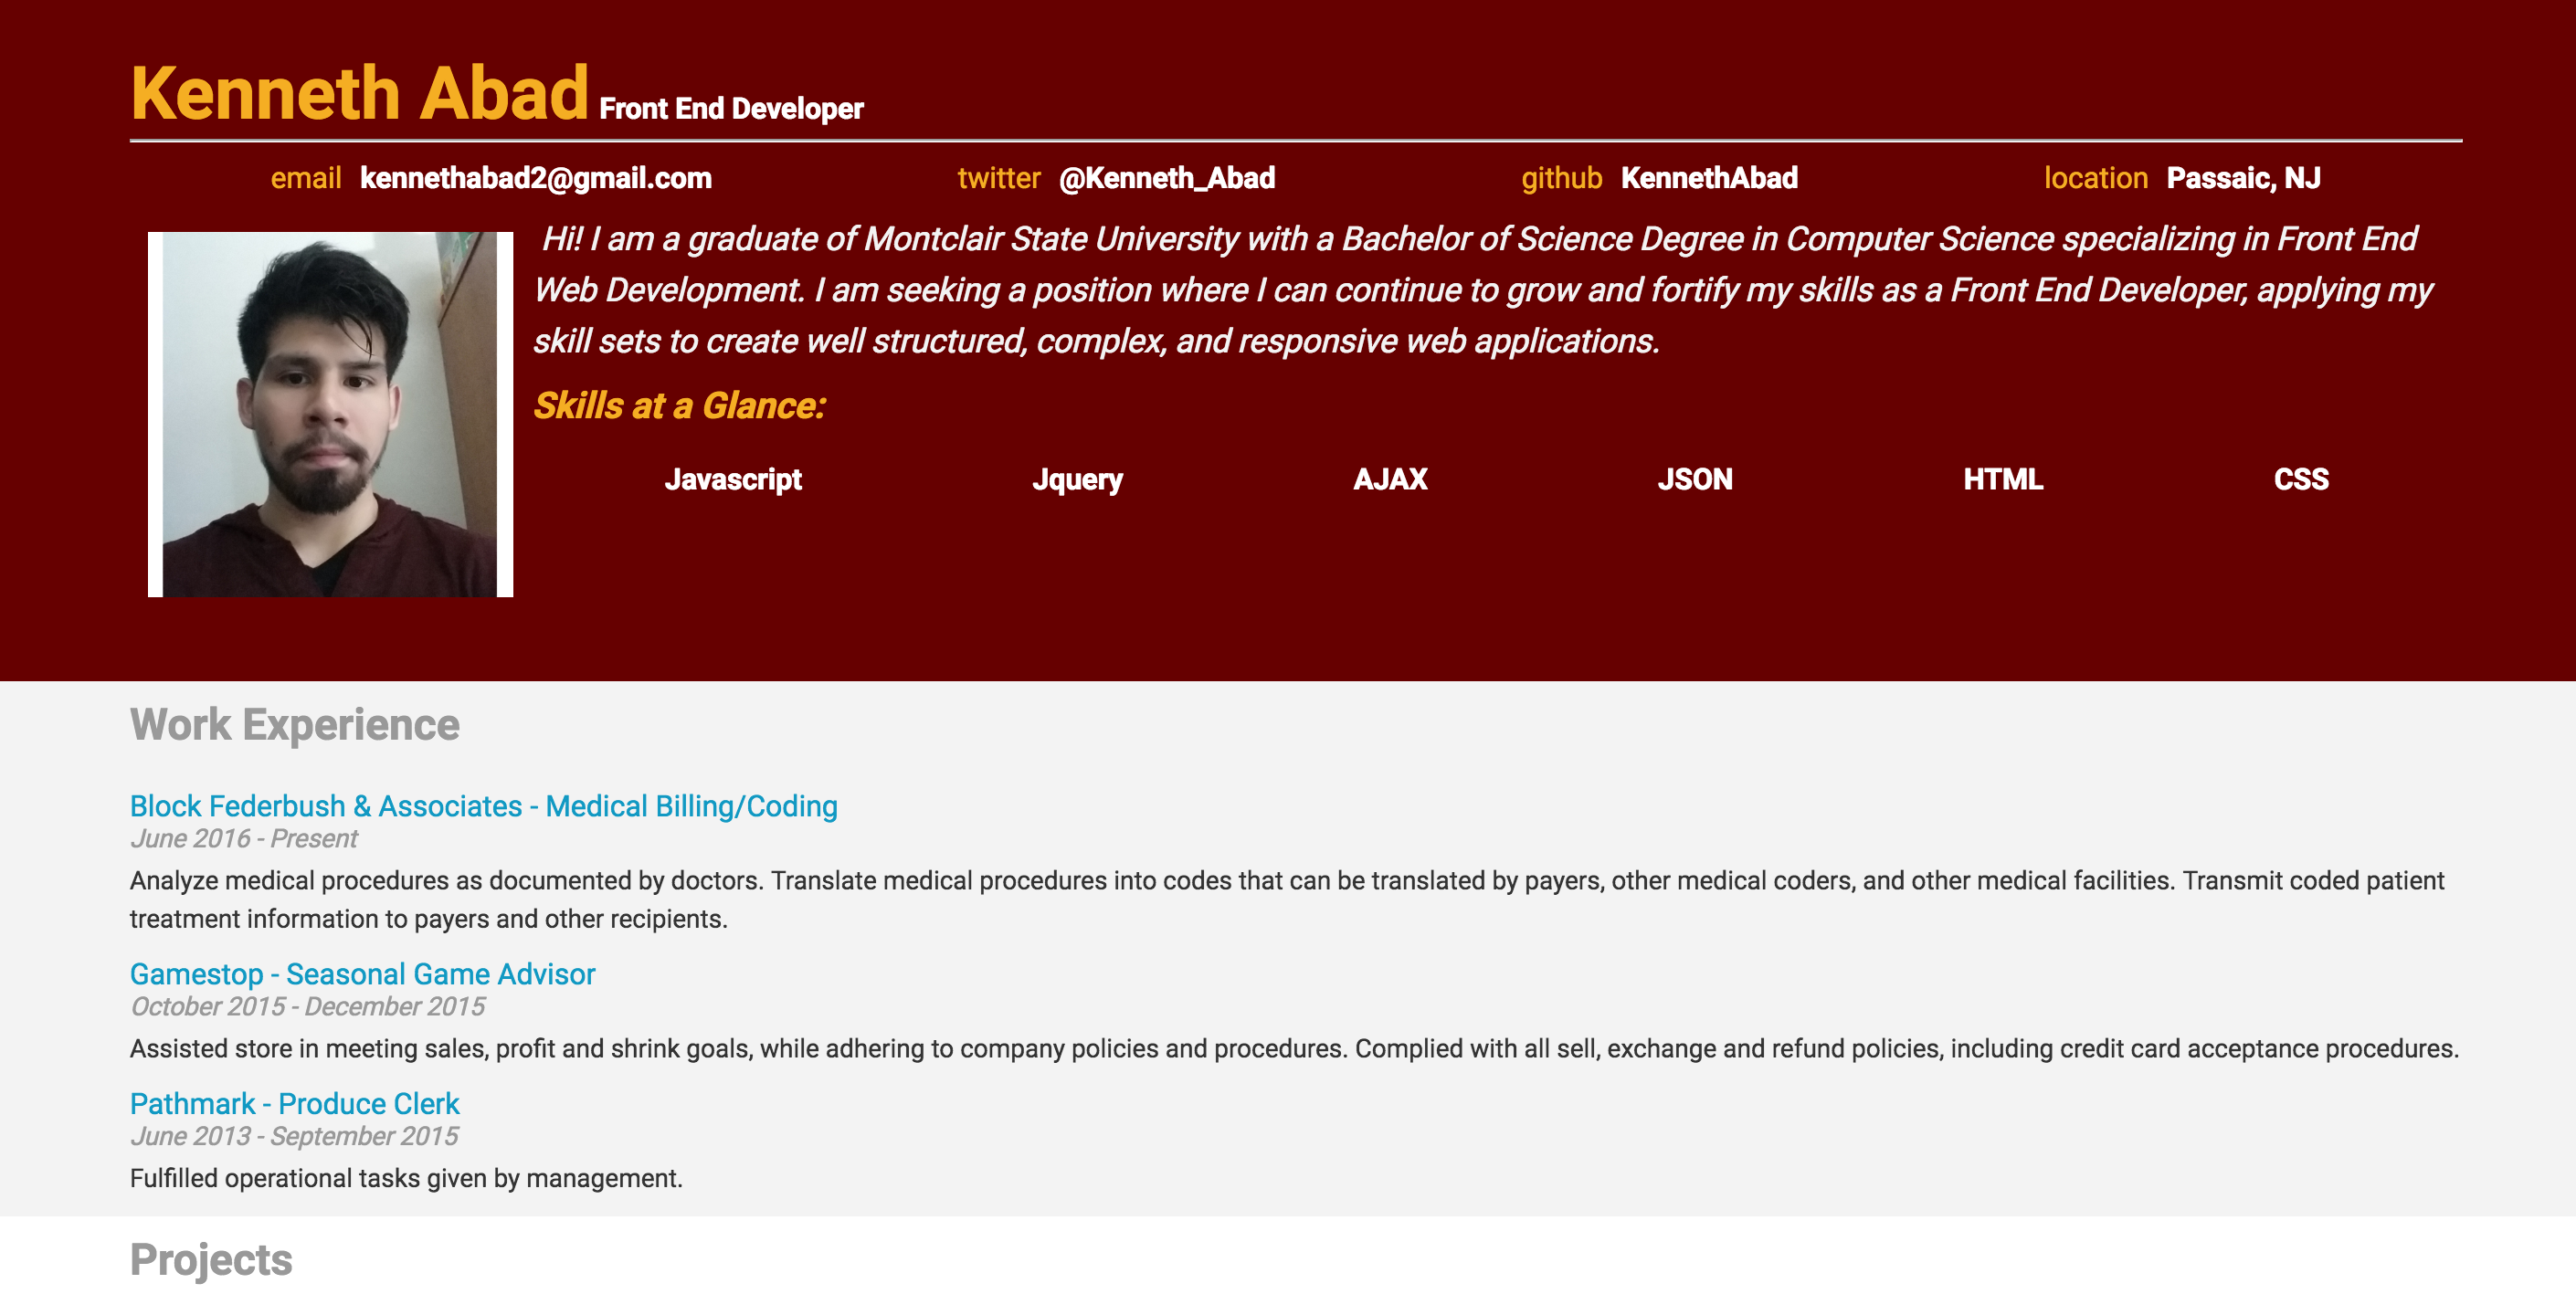 Kenneth Abad Front End Developer
email kennethabad2@gmail.com twitter @Kenneth_Abad github KennethAbad location Passaic, NJ
Hi! I am a graduate of Montclair State University with a Bachelor of Science Degree in Computer Science specializing in Front End
Web Development. I am seeking a position where I can continue to grow and fortify my skills as a Front End Developer, applying my
skill sets to create well structured, complex, and responsive web applications.
Skills at a Glance:
Javascript Jquery AJAX JSON HTML CSS
Work Experience
Block Federbush & Associates - Medical Billing/Coding
June 2016 - Present
Analyze medical procedures as documented by doctors. Translate medical procedures into codes that can be translated by payers, other medical coders, and other medical facilities. Transmit coded patient
treatment information to payers and other recipients.
Gamestop - Seasonal Game Advisor
October 2015 - December 2015
Assisted store in meeting sales, profit and shrink goals, while adhering to company policies and procedures. Complied with all sell, exchange and refund policies, including credit card acceptance procedures.
Pathmark - Produce Clerk
June 2013 - September 2015
Fulfilled operational tasks given by management.
Projects